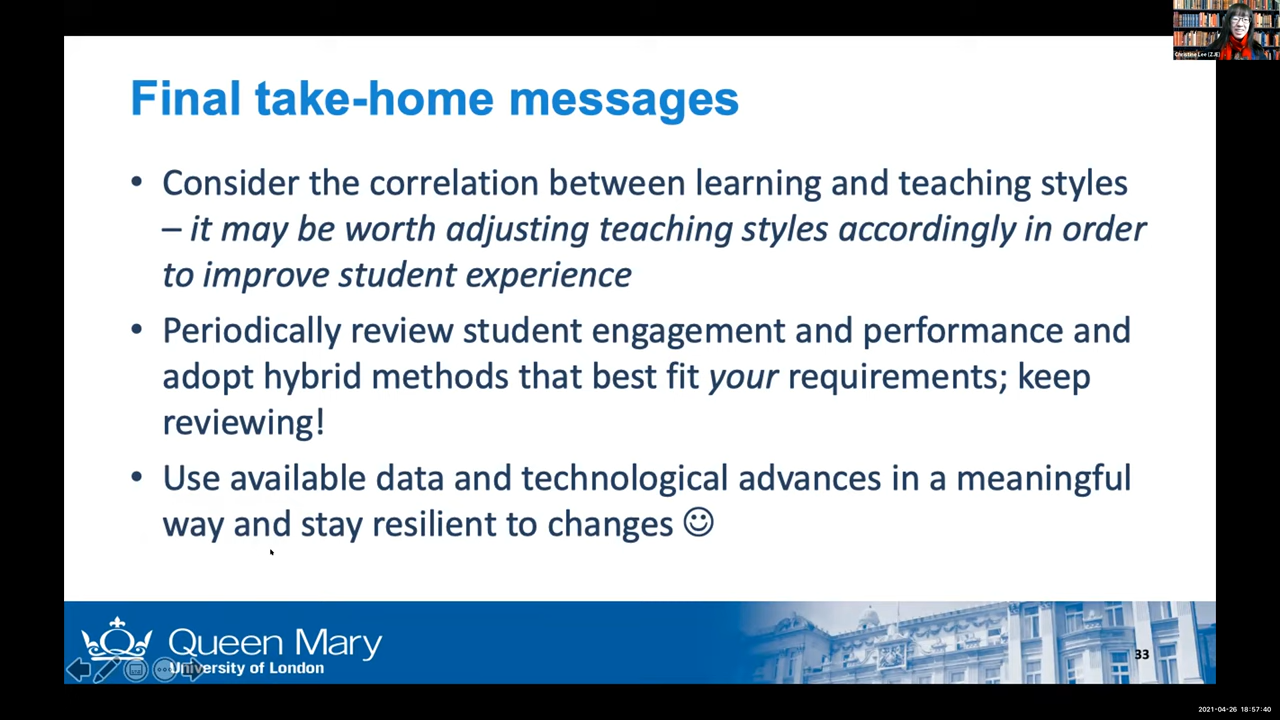 Christine Lee (ZJE)
Final take-home messages
• Consider the correlation between learning and teaching styles
– it may be worth adjusting teaching styles accordingly in order
to improve student experience
• Periodically review student engagement and performance and
adopt hybrid methods that best fit your requirements; keep
reviewing!
• Use available data and technological advances in a meaningful
way and stay resilient to changes ☺
Queen Mary
University of London
33
2021-04-26 18:57:40